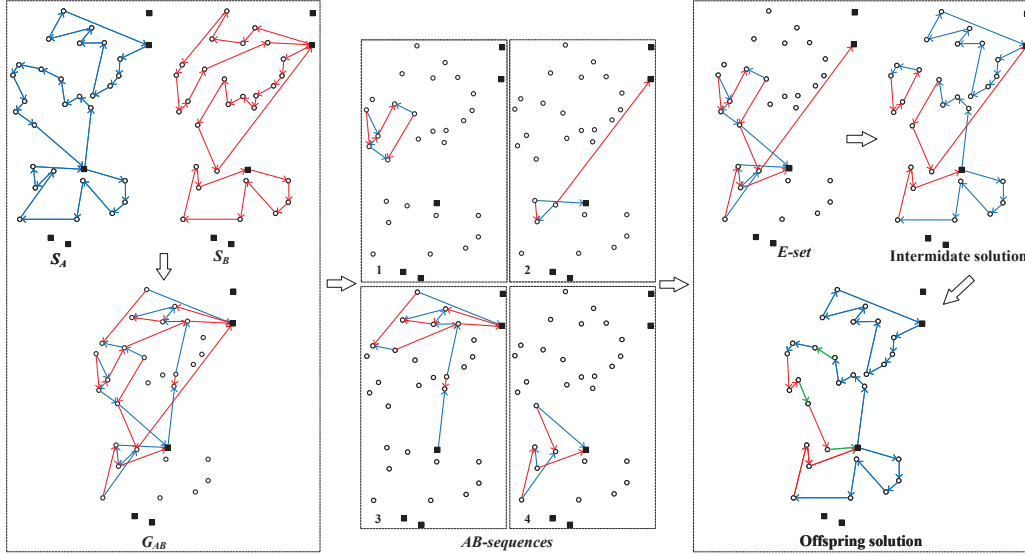 S_A
S_B
G_AB
1
2
3
4
AB-sequences
E-set
Intermidate solution
Offspring solution